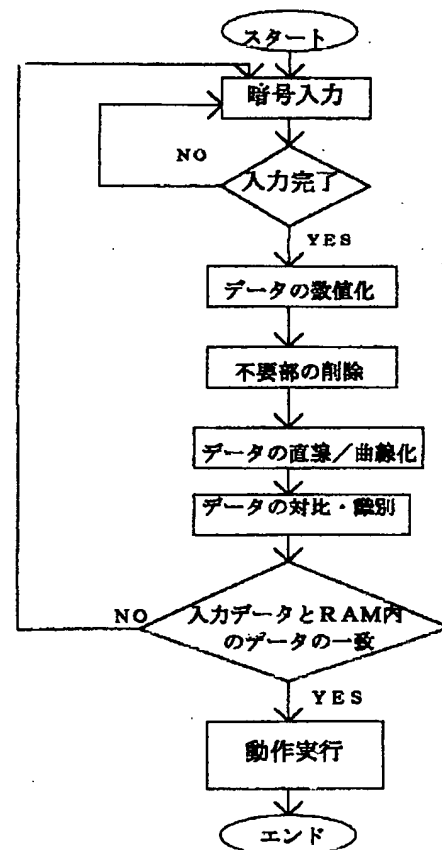 スタート
暗号入力
NO
入力完了
YES
データの数値化
不要部の削除
データの直線／曲線化
データの対比・識別
NO
入力データとRAM内
のデータの一致
YES
動作実行
エンド